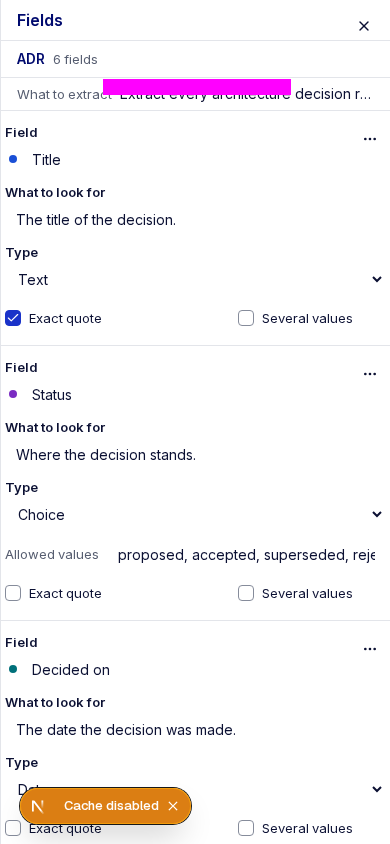 Fields
ADR 6 fields
What to extract Extract every architecture decision r…
Field
Title
What to look for
The title of the decision.
Type
Text
Exact quote Several values
Field
Status
What to look for
Where the decision stands.
Type
Choice
Allowed values proposed, accepted, superseded, reje
Exact quote Several values
Field
Decided on
What to look for
The date the decision was made.
Type
Cache disabled
Exact quote Several values